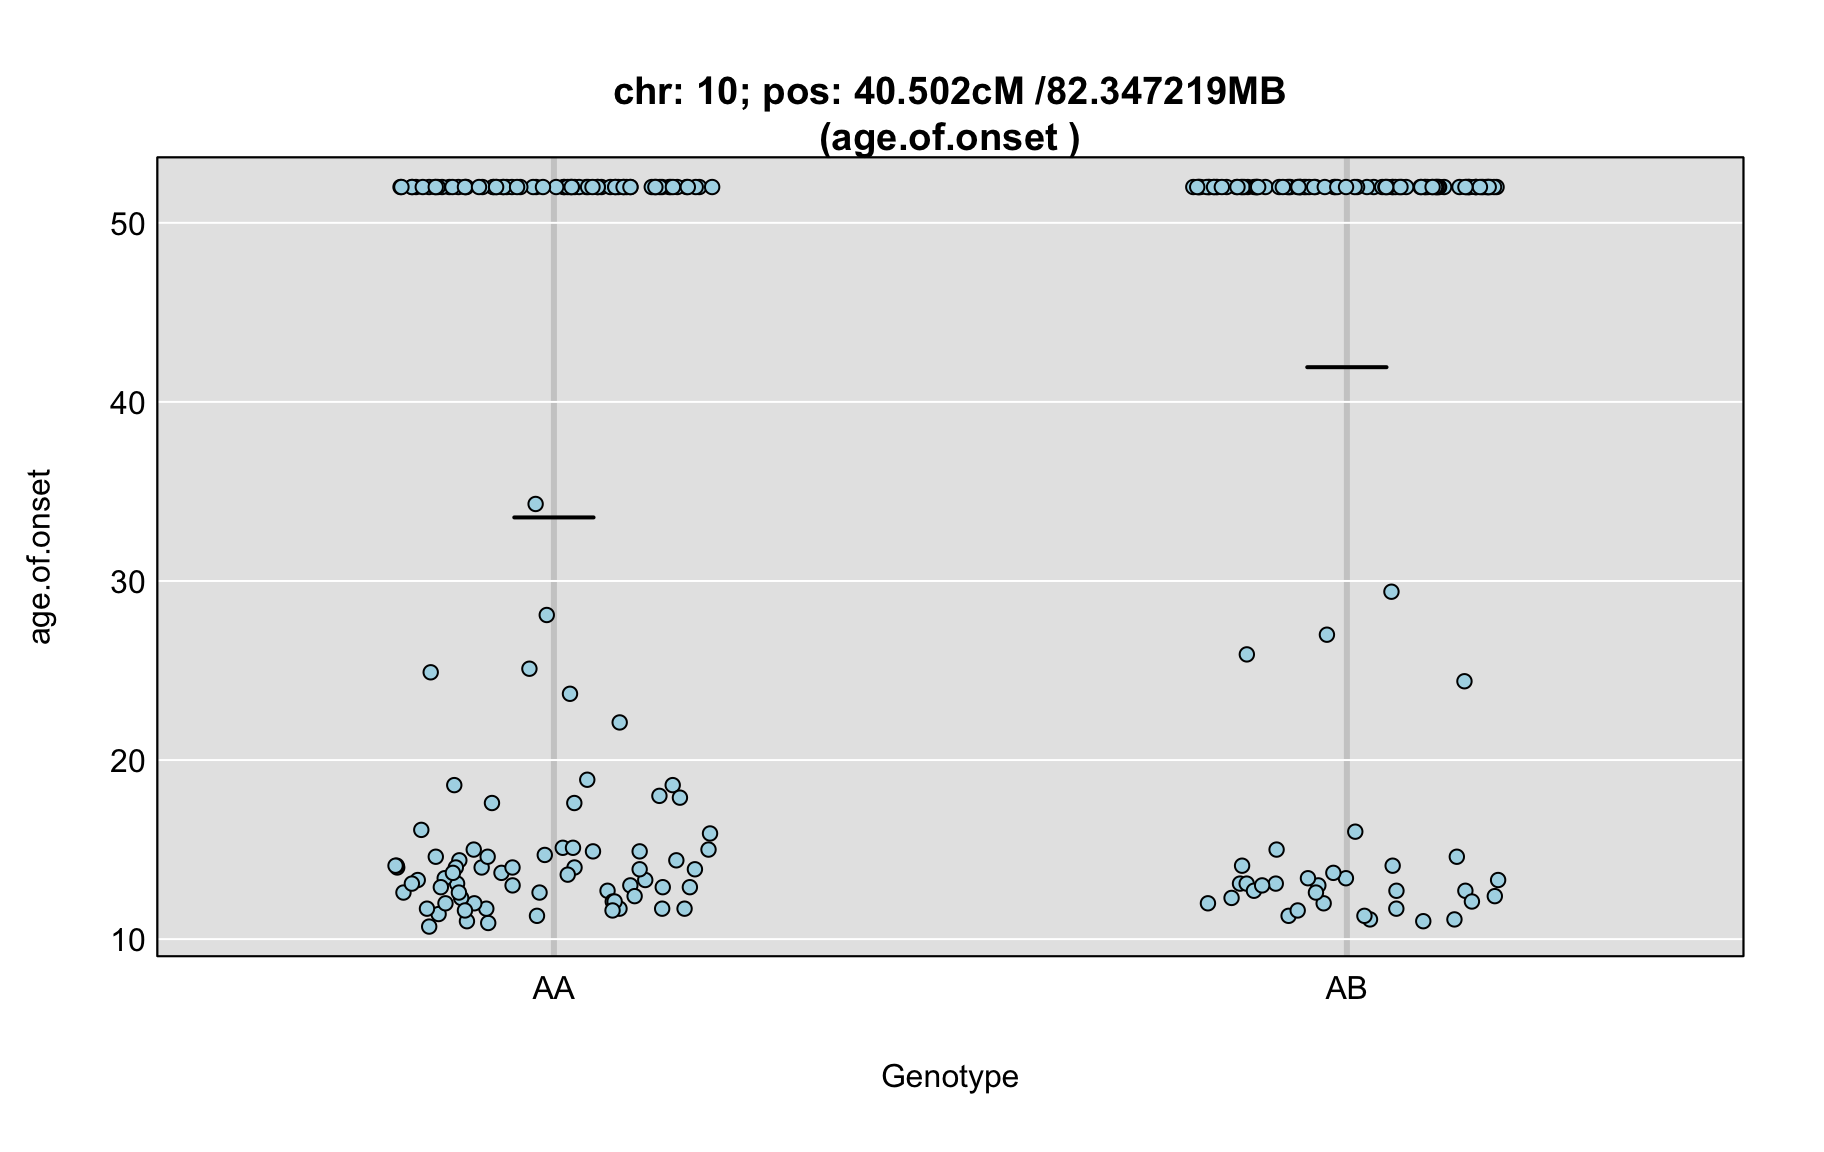 chr: 10; pos: 40.502cM /82.347219MB
(age.of.onset )
age.of.onset
50
40
30
20
10
AA
AB
Genotype